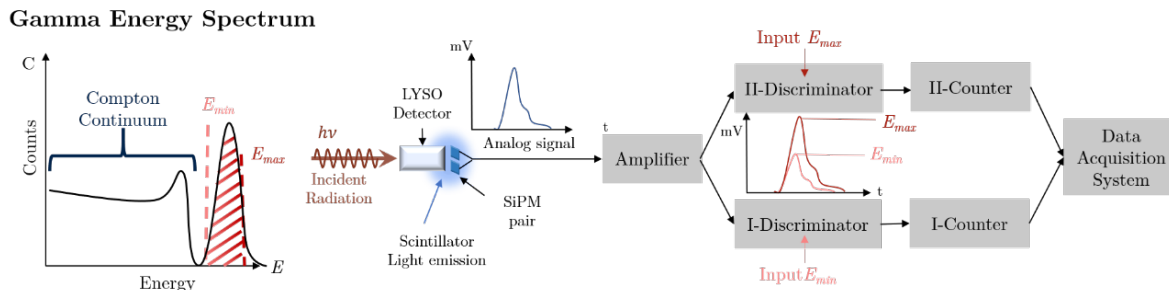 Gamma Energy Spectrum
C
Counts
Compton
Continuum
E_min
E_max
E
Energy
hν
Incident
Radiation
LYSO
Detector
mV
t
Analog signal
SiPM
pair
Scintillator
Light emission
Amplifier
Input E_max
II-Discriminator
II-Counter
mV
E_max
E_min
t
I-Discriminator
I-Counter
Input E_min
Data
Acquisition
System